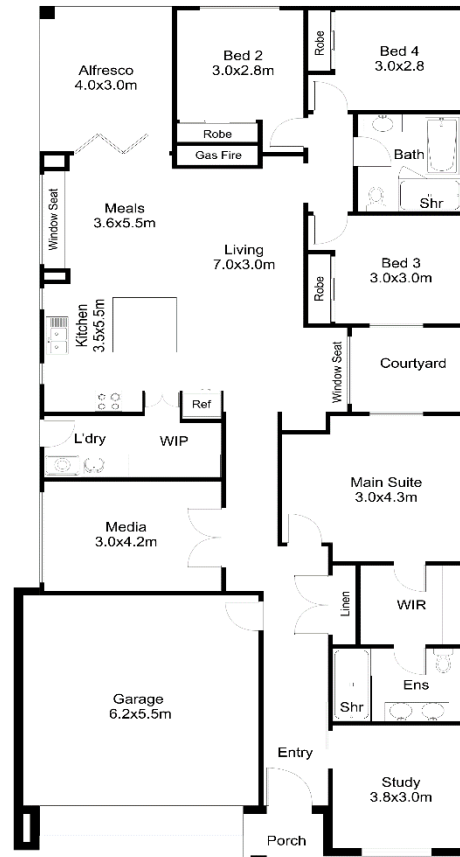 Alfresco
4.0x3.0m
Bed 2
3.0x2.8m
Robe
Robe
Bed 4
3.0x2.8
Gas Fire
Bath
Shr
Window Seat
Meals
3.6x5.5m
Living
7.0x3.0m
Robe
Bed 3
3.0x3.0m
Kitchen
3.5x5.5m
Window Seat
Courtyard
Ref
L'dry
WIP
Main Suite
3.0x4.3m
Media
3.0x4.2m
Linen
WIR
Shr
Ens
Garage
6.2x5.5m
Entry
Study
3.8x3.0m
Porch